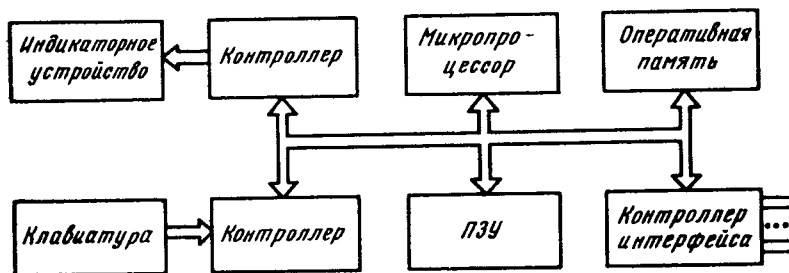 Индикаторное
устройство
Контроллер
Микропро-
цессор
Оперативная
память
Клавиатура
Контроллер
ПЗУ
Контроллер
интерфейса